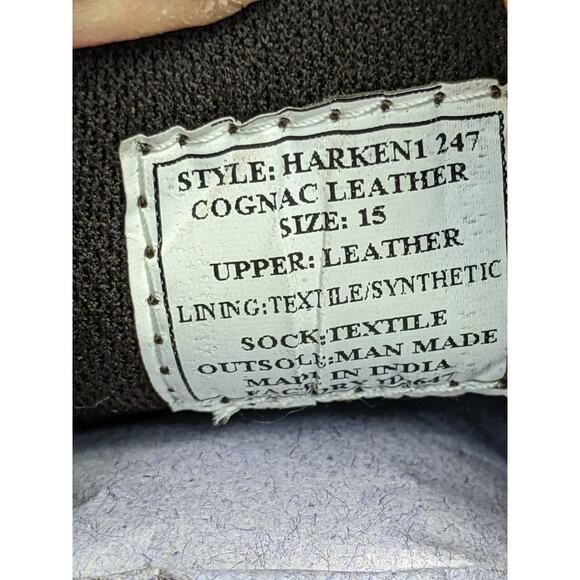 STYLE: HARKEN1 247
COGNAC LEATHER
SIZE: 15
UPPER: LEATHER
LINING:TEXTILE/SYNTHETIC
SOCK:TEXTILE
OUTSOLE:MAN MADE
MADE IN INDIA
FACTORY